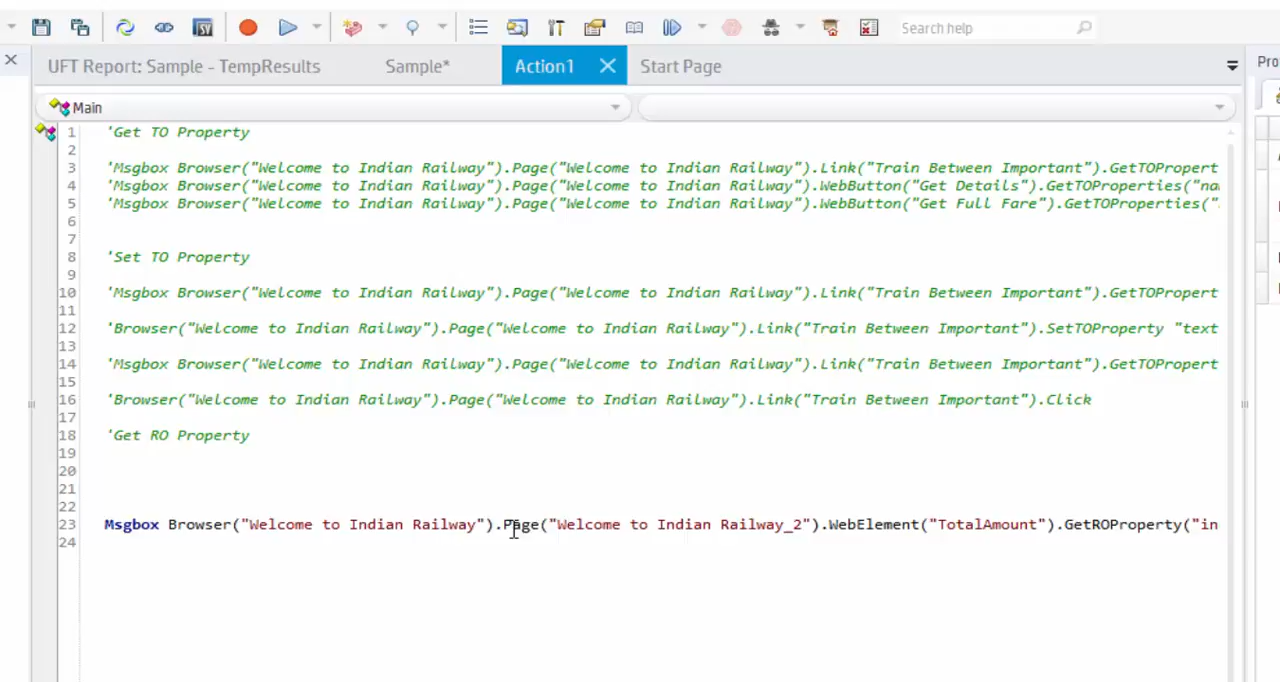 SV
Search help
UFT Report: Sample - TempResults
Sample*
Action1
Start Page
Pro
Main
1 'Get TO Property
2
3 'Msgbox Browser("Welcome to Indian Railway").Page("Welcome to Indian Railway").Link("Train Between Important").GetTOPropert
4 'Msgbox Browser("Welcome to Indian Railway").Page("Welcome to Indian Railway").WebButton("Get Details").GetTOProperties("na
5 'Msgbox Browser("Welcome to Indian Railway").Page("Welcome to Indian Railway").WebButton("Get Full Fare").GetTOProperties("
6
7
8 'Set TO Property
9
10 'Msgbox Browser("Welcome to Indian Railway").Page("Welcome to Indian Railway").Link("Train Between Important").GetTOPropert
11
12 'Browser("Welcome to Indian Railway").Page("Welcome to Indian Railway").Link("Train Between Important").SetTOProperty "text
13
14 'Msgbox Browser("Welcome to Indian Railway").Page("Welcome to Indian Railway").Link("Train Between Important").GetTOPropert
15
16 'Browser("Welcome to Indian Railway").Page("Welcome to Indian Railway").Link("Train Between Important").Click
17
18 'Get RO Property
19
20
21
22
23 Msgbox Browser("Welcome to Indian Railway").Page("Welcome to Indian Railway_2").WebElement("TotalAmount").GetROProperty("in
24